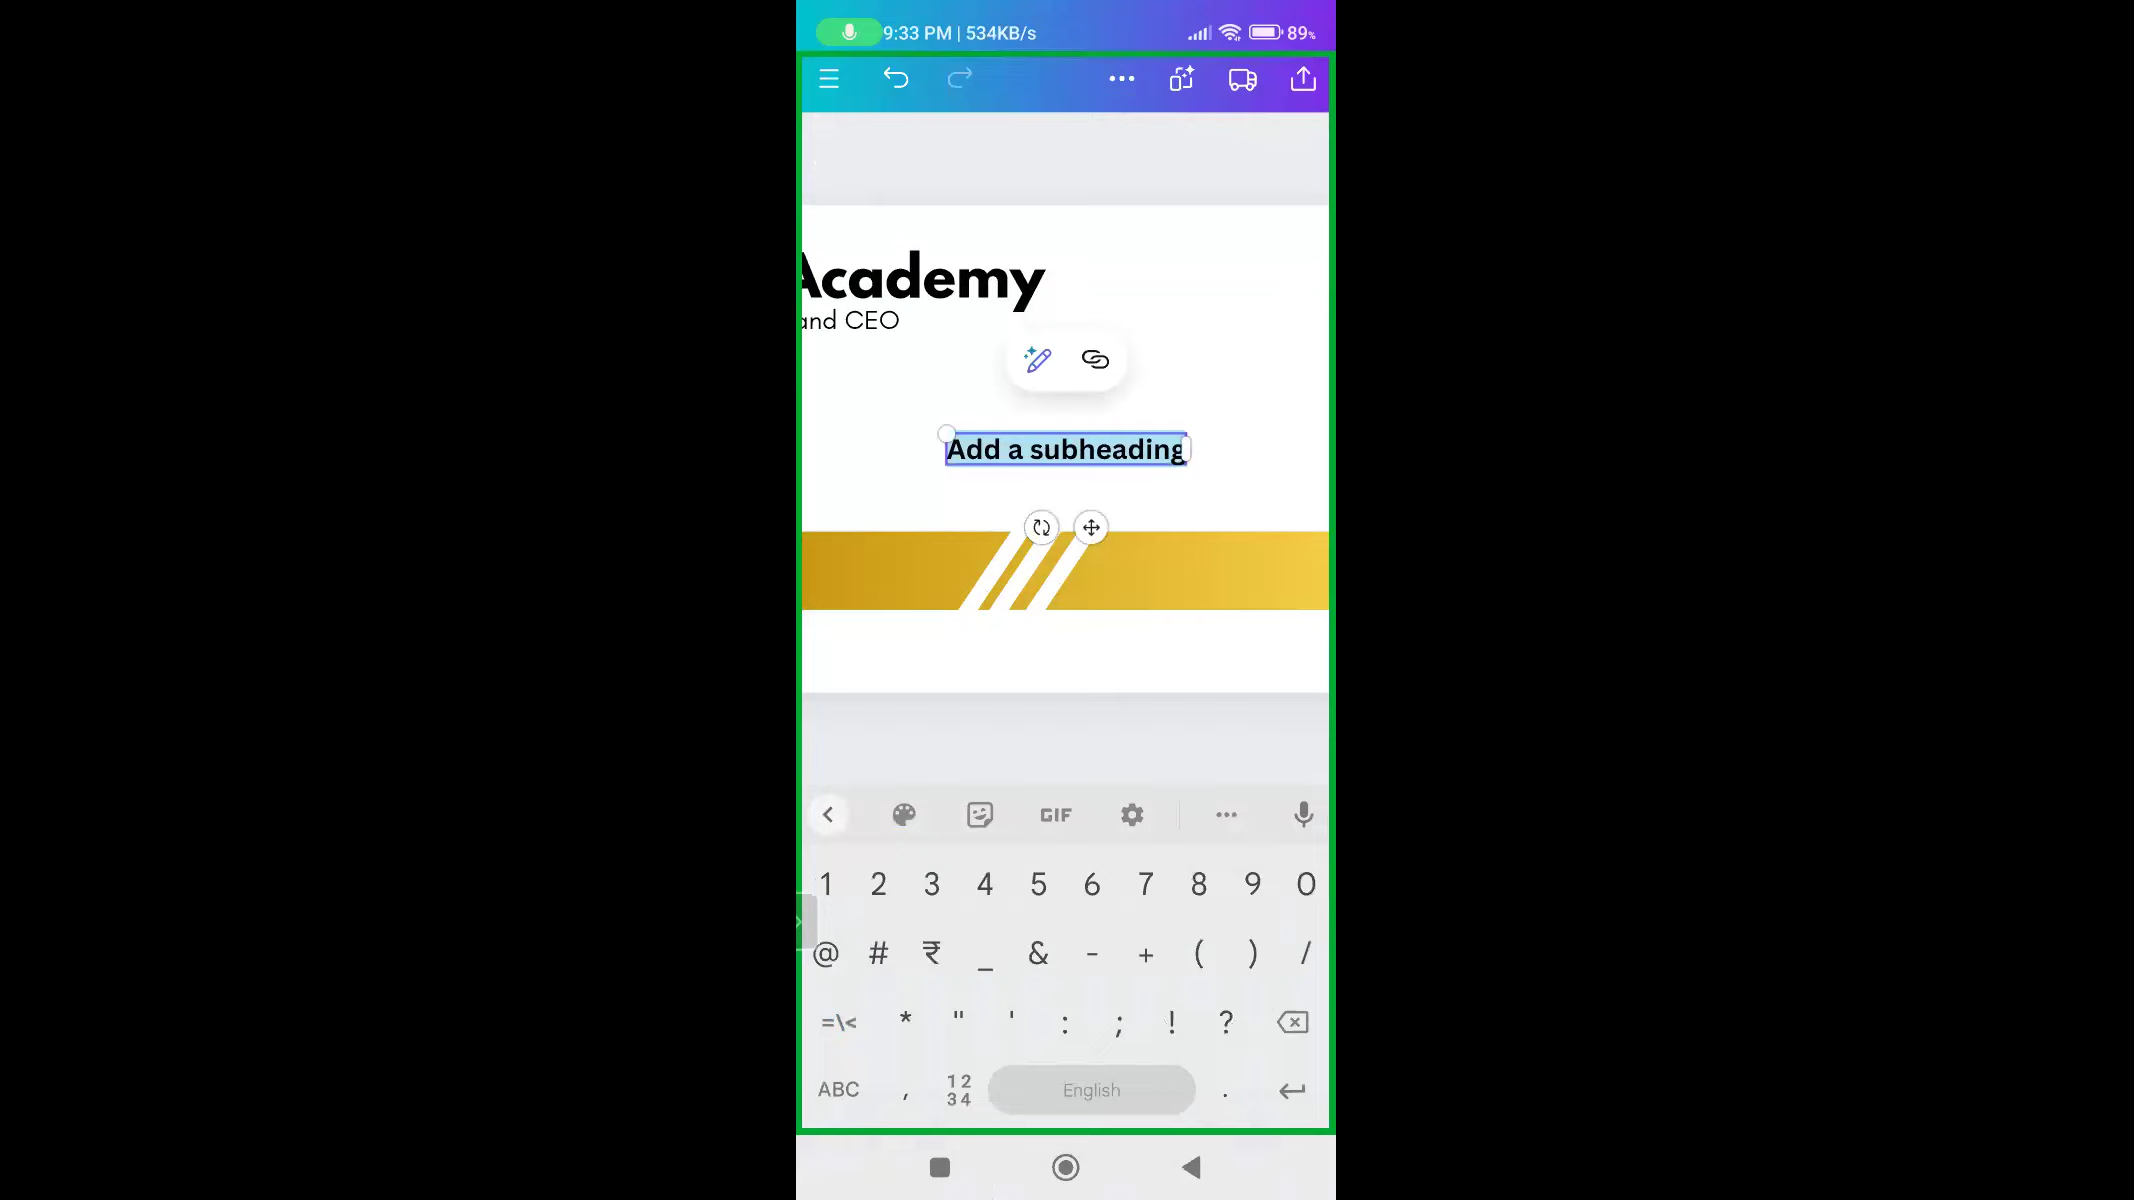 9:33 PM | 534KB/s 89%
Academy
and CEO
Add a subheading
GIF
1 2 3 4 5 6 7 8 9 0
@ # ₹ _ & - + ( ) /
=\< * " ' : ; ! ?
ABC , 12 34 English .